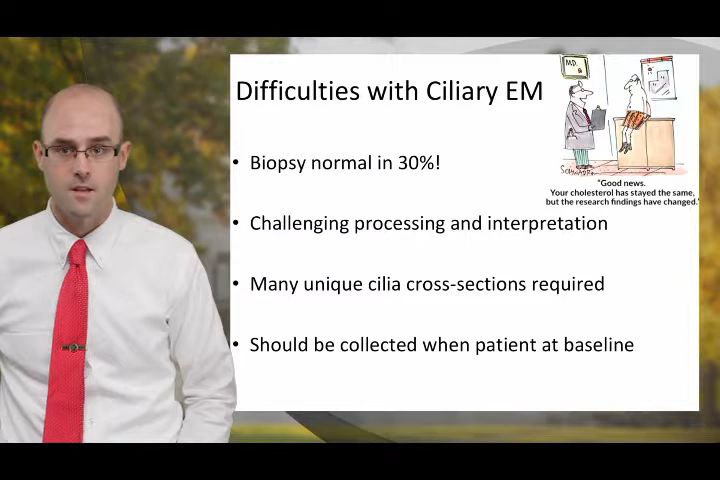 Difficulties with Ciliary EM
M.D.
"Good news.
Your cholesterol has stayed the same,
but the research findings have changed."
• Biopsy normal in 30%!
• Challenging processing and interpretation
• Many unique cilia cross-sections required
• Should be collected when patient at baseline